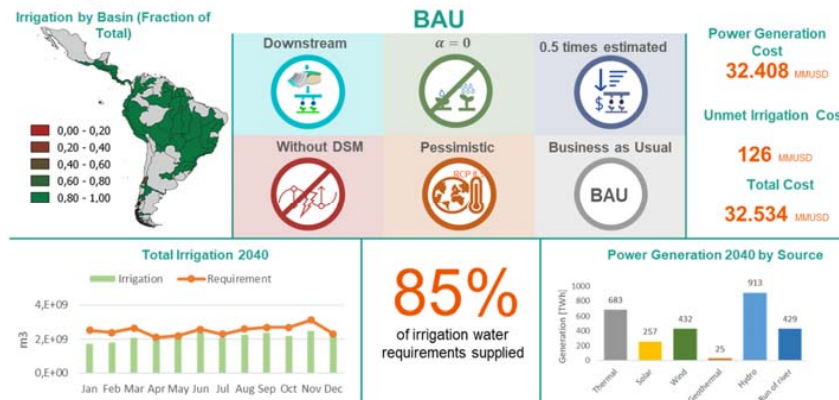 Irrigation by Basin (Fraction of
Total)
0,00 - 0,20
0,20 - 0,40
0,40 - 0,60
0,60 - 0,80
0,80 - 1,00
BAU
Downstream
α = 0
0.5 times estimated
$
Without DSM
Pessimistic
Business as Usual
BAU
Power Generation
Cost
32.408 MMUSD
Unmet Irrigation Cos
126 MMUSD
Total Cost
32.534 MMUSD
Total Irrigation 2040
Irrigation
Requirement
4,E+09
2,E+09
0,E+00
m3
Jan Feb Mar Apr May Jun Jul Aug Sep Oct Nov Dec
85%
of irrigation water
requirements supplied
Power Generation 2040 by Source
Generation [TWh]
1000
800
600
400
200
0
683
257
432
25
913
429
Thermal
Solar
Wind
Geothermal
Hydro
Run of river